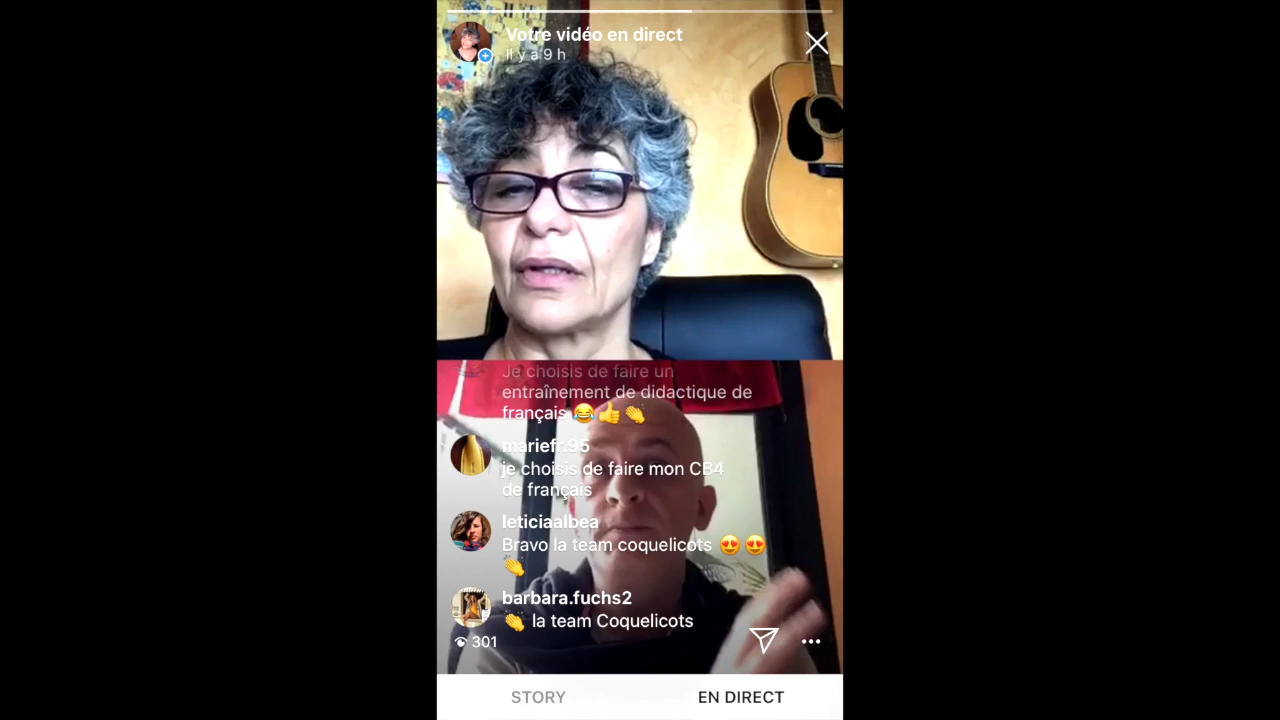 Votre vidéo en direct
Il y a 9 h
Je choisis de faire un
entraînement de didactique de
français 😂👍👏
mariefr.95
je choisis de faire mon CB4
de français
leticiaalbea
Bravo la team coquelicots 😍😍
👏
barbara.fuchs2
👏 la team Coquelicots
301
STORY
EN DIRECT